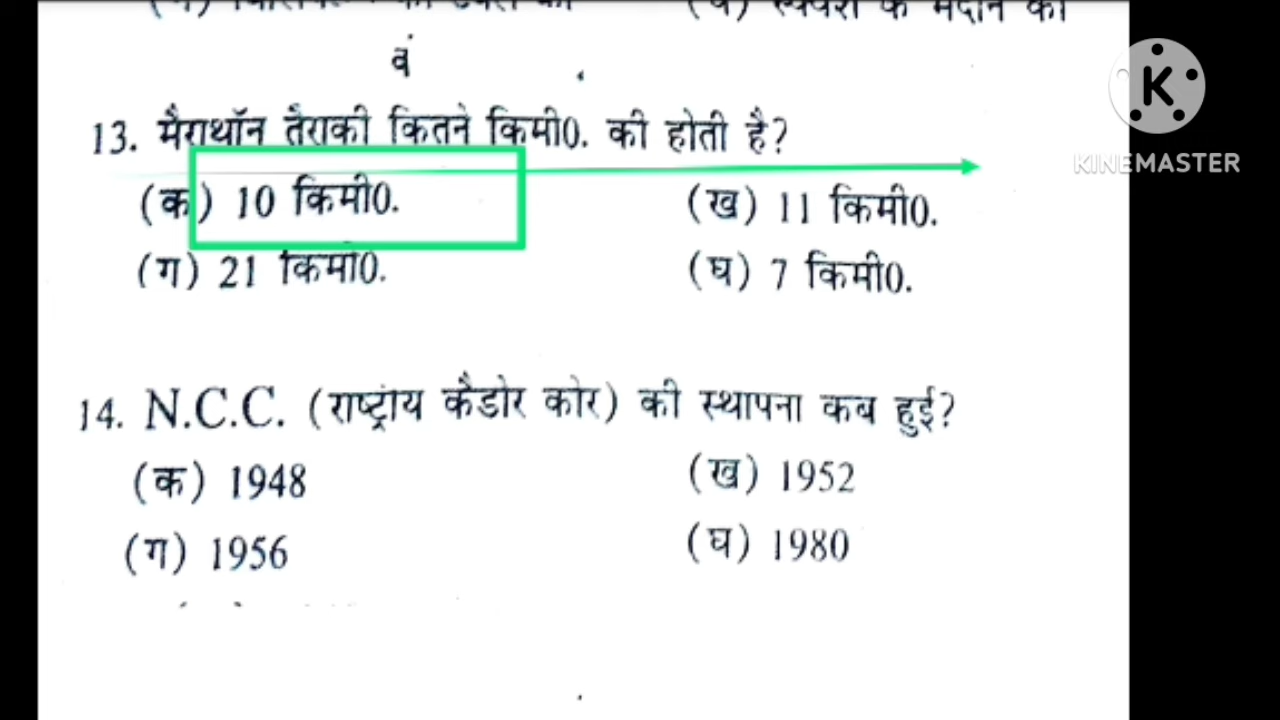 के मैदान की
वं
13. मैराथॉन तैराकी कितने किमी0. की होती है?
(क) 10 किमी0. (ख) 11 किमी0.
(ग) 21 किमी0. (घ) 7 किमी0.
14. N.C.C. (राष्ट्रीय कैडोर कोर) की स्थापना कब हुई?
(क) 1948 (ख) 1952
(ग) 1956 (घ) 1980
K
KINEMASTER